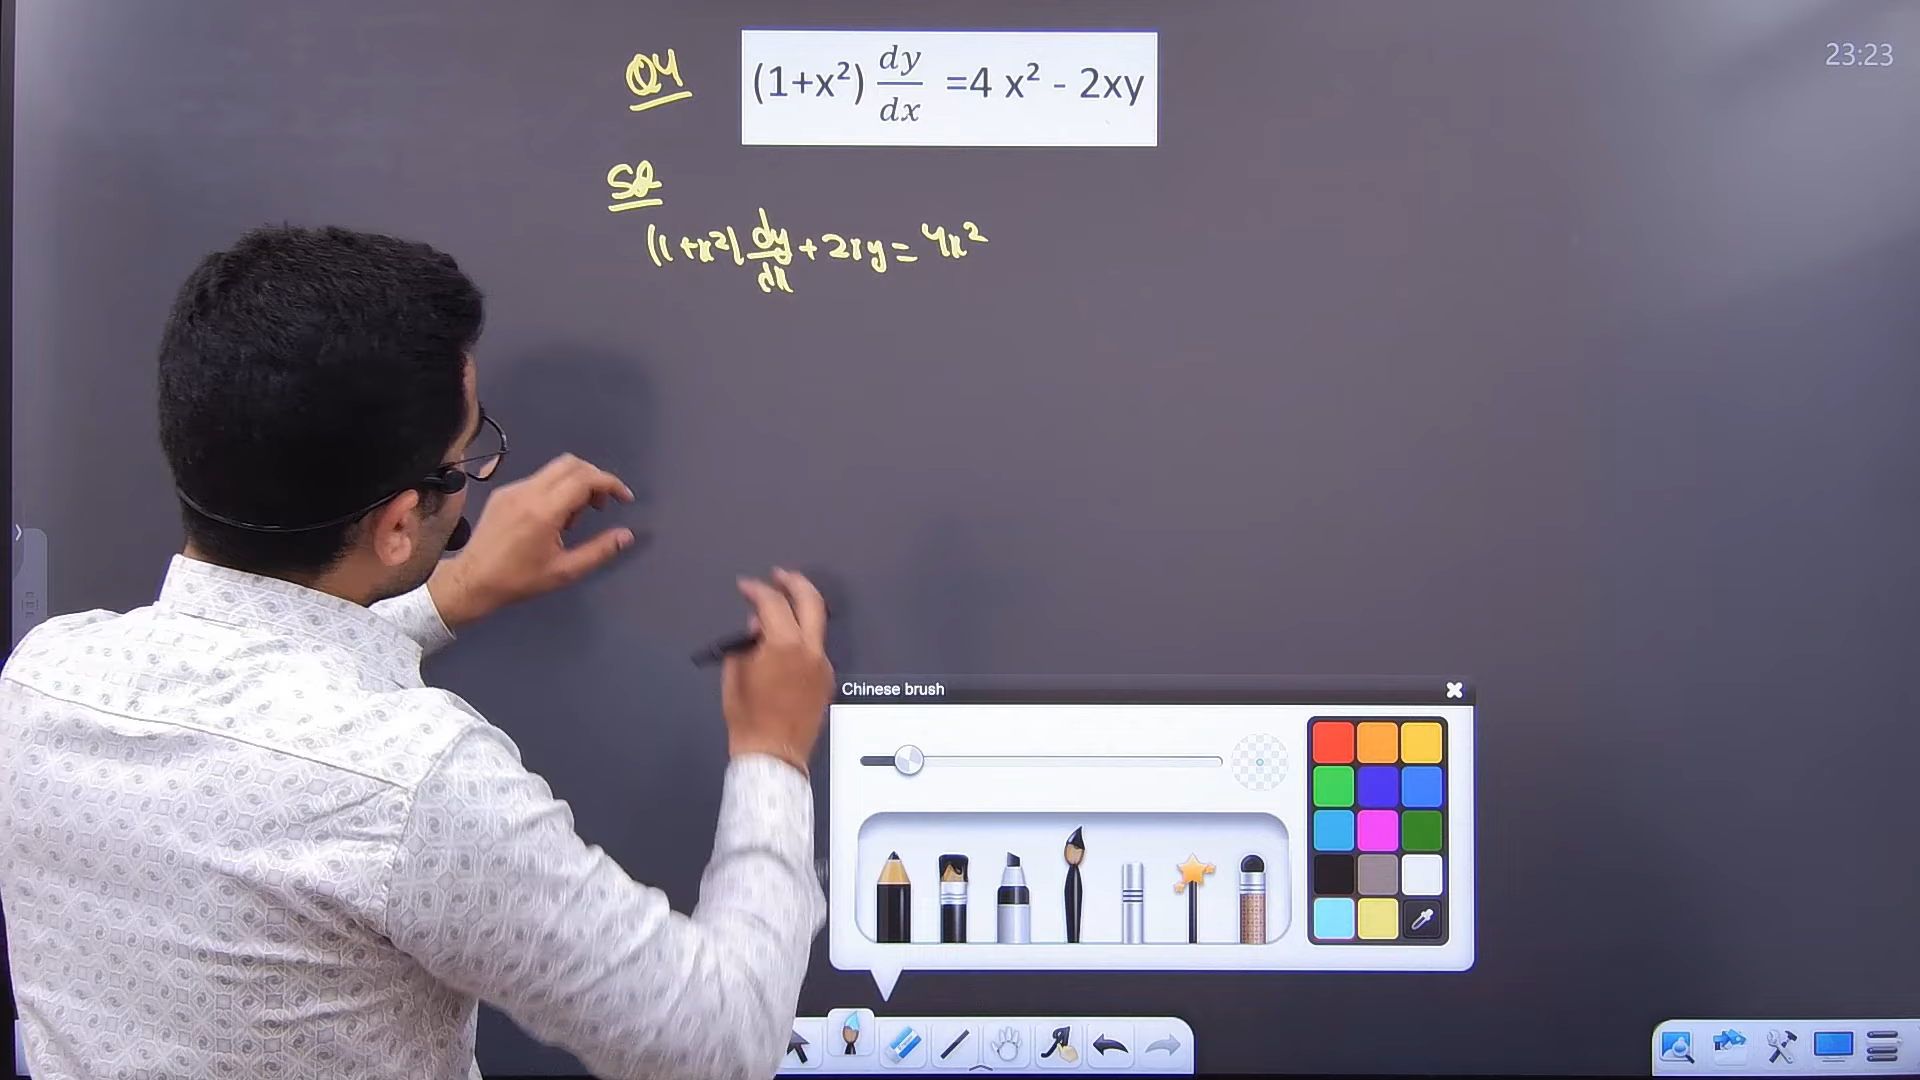 23:23
Q4 (1+x²) dy/dx =4 x² - 2xy
Sol
(1+x²) dy/dx + 2xy = 4x²
Chinese brush